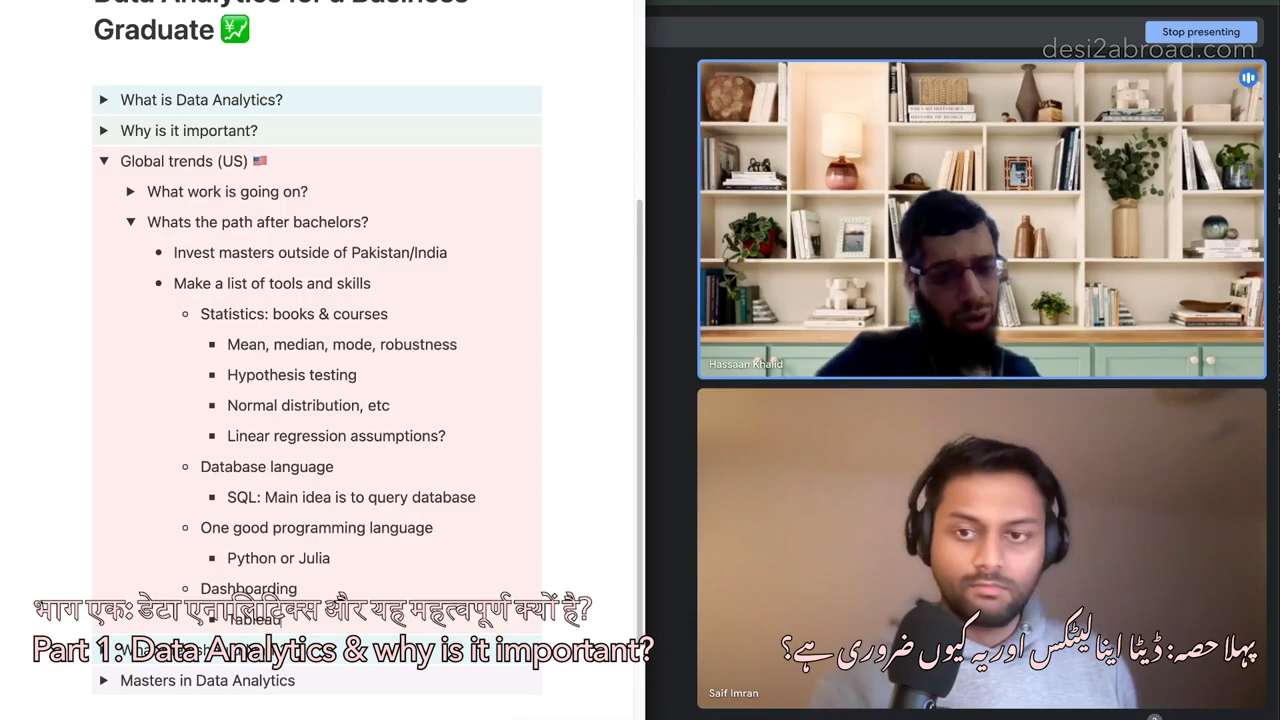 Data Analytics for a Business
Graduate 💹
▶ What is Data Analytics?
▶ Why is it important?
▼ Global trends (US) 🇺🇸
▶ What work is going on?
▼ Whats the path after bachelors?
• Invest masters outside of Pakistan/India
• Make a list of tools and skills
◦ Statistics: books & courses
▪ Mean, median, mode, robustness
▪ Hypothesis testing
▪ Normal distribution, etc
▪ Linear regression assumptions?
◦ Database language
▪ SQL: Main idea is to query database
◦ One good programming language
▪ Python or Julia
◦ Dashboarding
▪ Tableau
▶ Masters in Data Analytics
भाग एक: डेटा एनालिटिक्स और यह महत्वपूर्ण क्यों है?
Part 1: Data Analytics & why is it important?
Stop presenting
desi2abroad.com
Hassaan Khalid
پہلا حصہ: ڈیٹا اینالیٹکس اور یہ کیوں ضروری ہے؟
Saif Imran